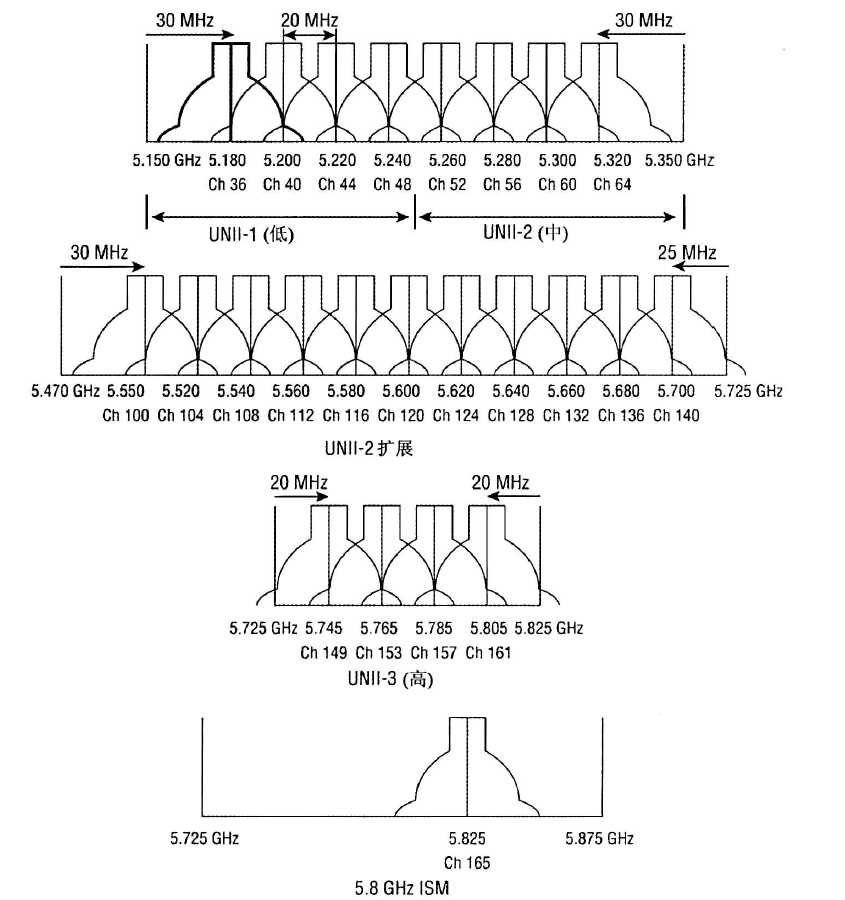 30 MHz 20 MHz 30 MHz
5.150 GHz 5.180 5.200 5.220 5.240 5.260 5.280 5.300 5.320 5.350 GHz
Ch 36 Ch 40 Ch 44 Ch 48 Ch 52 Ch 56 Ch 60 Ch 64
UNII-1 (低) UNII-2 (中)
30 MHz 25 MHz
5.470 GHz 5.550 5.520 5.540 5.560 5.580 5.600 5.620 5.640 5.660 5.680 5.700 5.725 GHz
Ch 100 Ch 104 Ch 108 Ch 112 Ch 116 Ch 120 Ch 124 Ch 128 Ch 132 Ch 136 Ch 140
UNII-2 扩展
20 MHz 20 MHz
5.725 GHz 5.745 5.765 5.785 5.805 5.825 GHz
Ch 149 Ch 153 Ch 157 Ch 161
UNII-3 (高)
5.725 GHz 5.825 5.875 GHz
Ch 165
5.8 GHz ISM